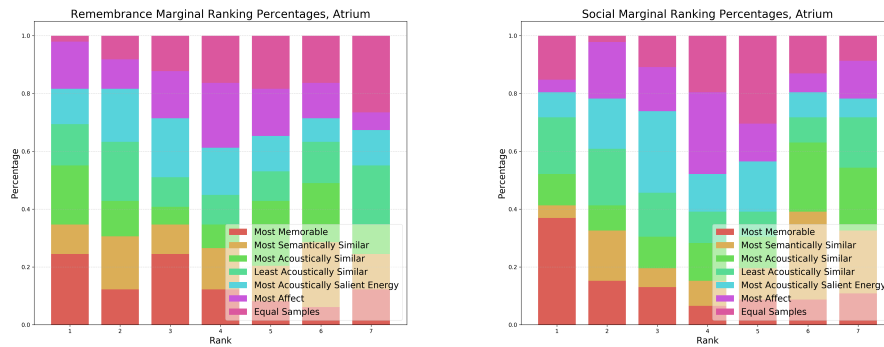 Remembrance Marginal Ranking Percentages, Atrium
1.0
0.8
0.6
0.4
0.2
0.0
Percentage
Most Memorable
Most Semantically Similar
Most Acoustically Similar
Least Acoustically Similar
Most Acoustically Salient Energy
Most Affect
Equal Samples
1 2 3 4 5 6 7
Rank
Social Marginal Ranking Percentages, Atrium
1.0
0.8
0.6
0.4
0.2
0.0
Percentage
Most Memorable
Most Semantically Similar
Most Acoustically Similar
Least Acoustically Similar
Most Acoustically Salient Energy
Most Affect
Equal Samples
1 2 3 4 5 6 7
Rank